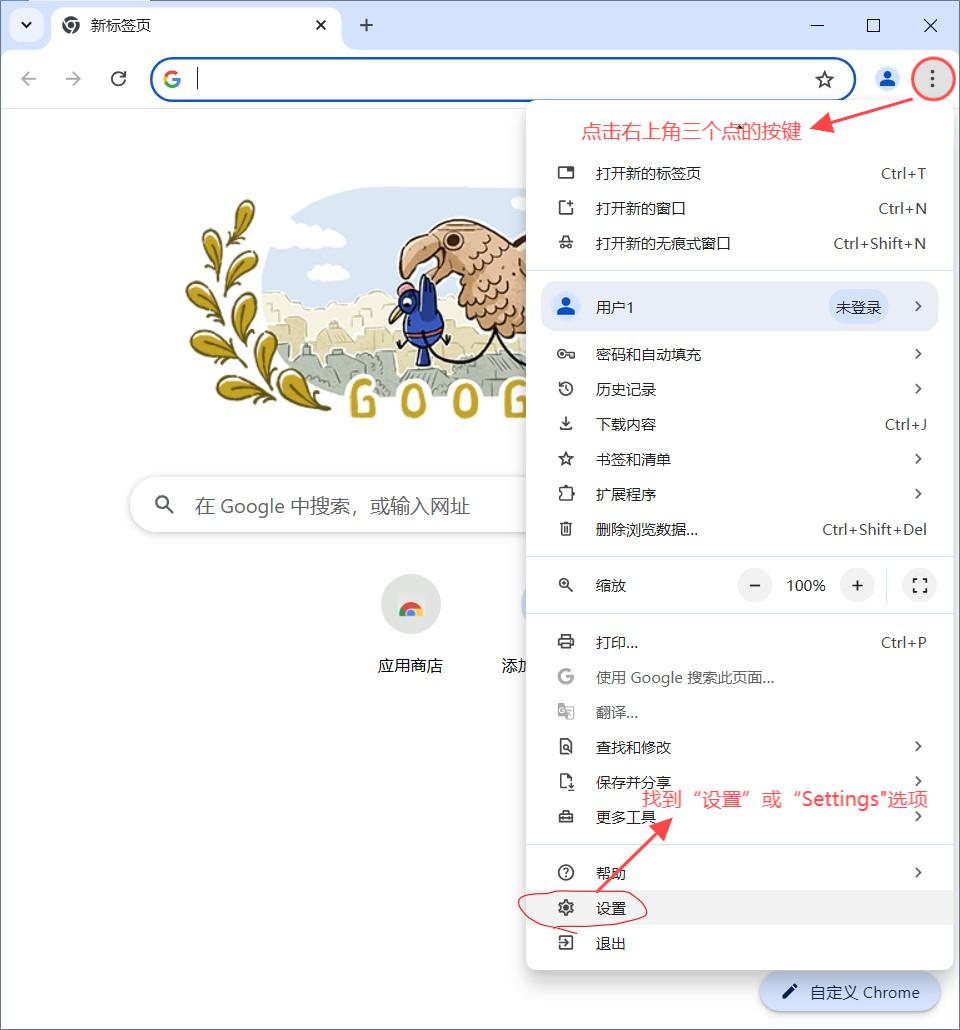 新标签页
点击右上角三个点的按键
打开新的标签页 Ctrl+T
打开新的窗口 Ctrl+N
打开新的无痕式窗口 Ctrl+Shift+N
用户1 未登录
密码和自动填充
历史记录
下载内容 Ctrl+J
书签和清单
扩展程序
删除浏览数据... Ctrl+Shift+Del
GOOG
在 Google 中搜索，或输入网址
缩放 － 100% +
应用商店
添加
打印... Ctrl+P
使用 Google 搜索此页面...
翻译...
查找和修改
保存并分享
找到“设置”或“Settings"选项
更多工具
帮助
设置
退出
自定义 Chrome